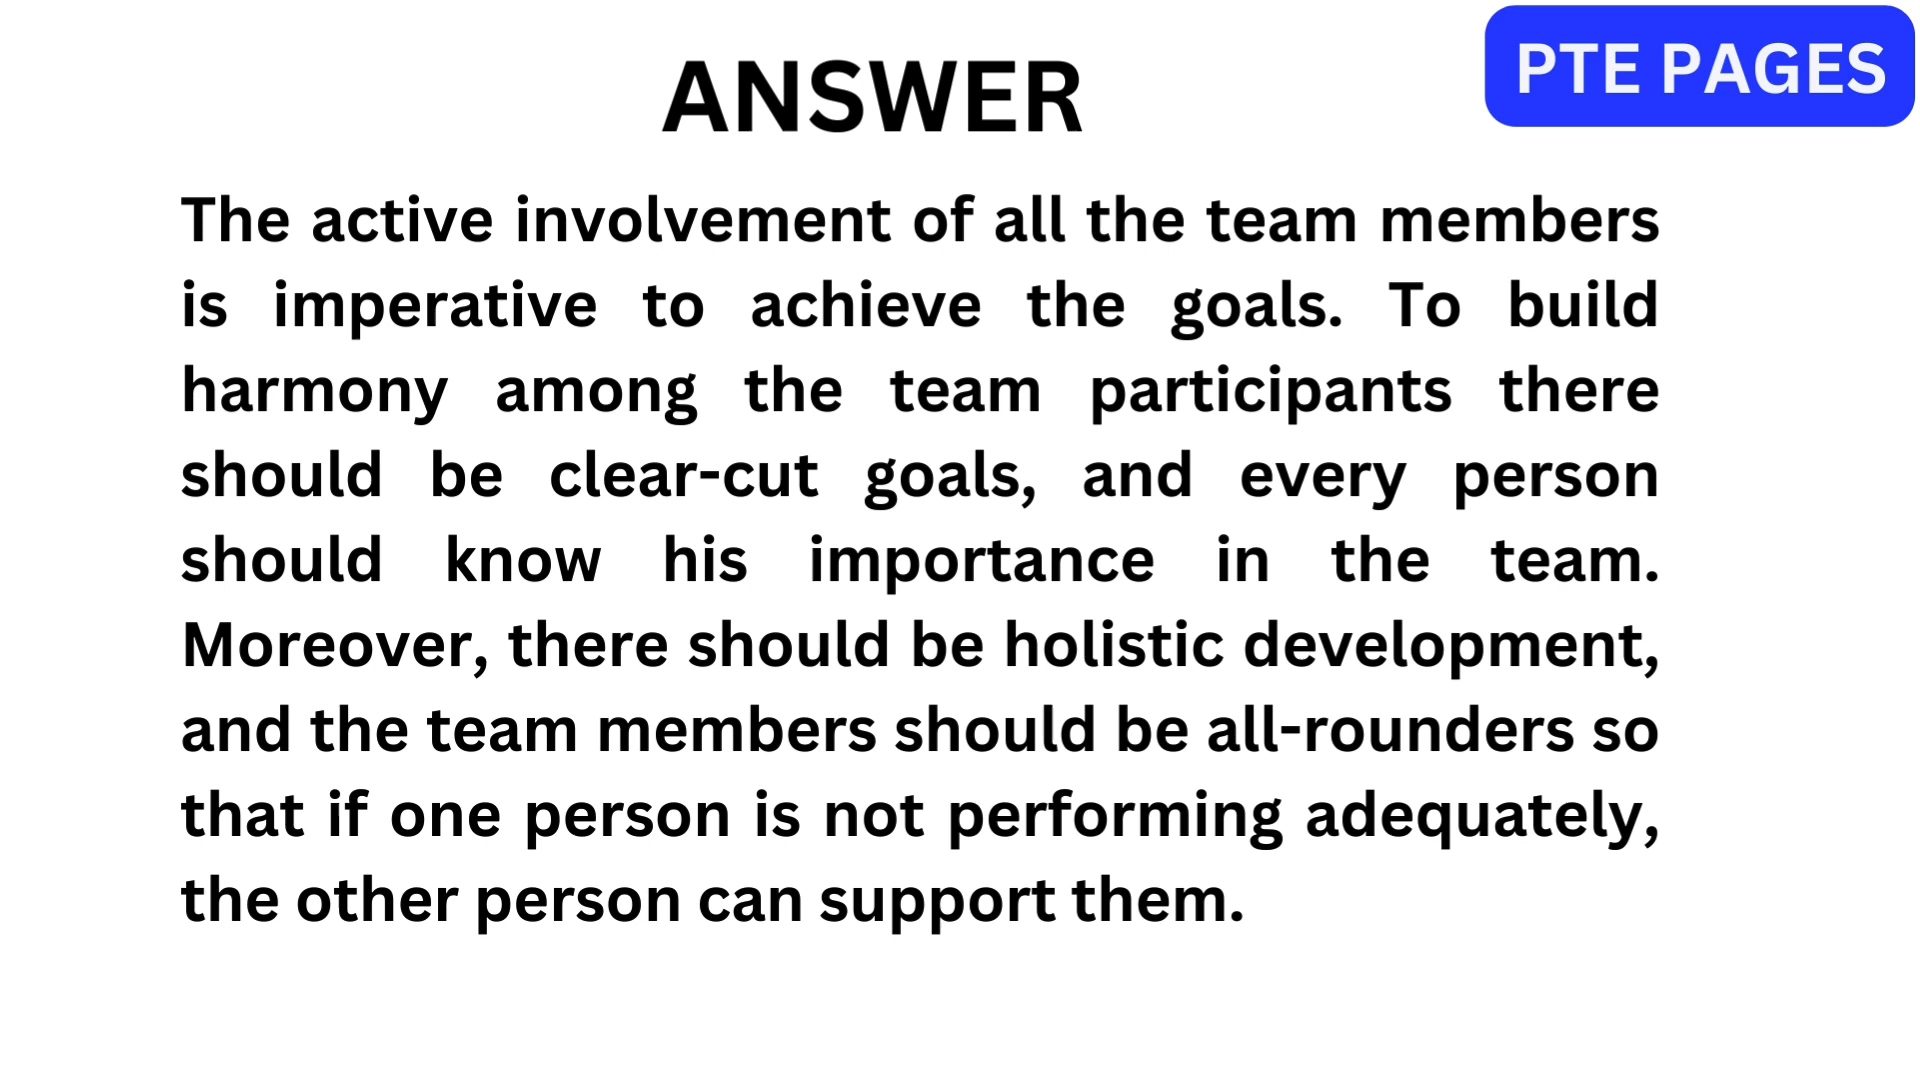 PTE PAGES
ANSWER
The active involvement of all the team members
is imperative to achieve the goals. To build
harmony among the team participants there
should be clear-cut goals, and every person
should know his importance in the team.
Moreover, there should be holistic development,
and the team members should be all-rounders so
that if one person is not performing adequately,
the other person can support them.